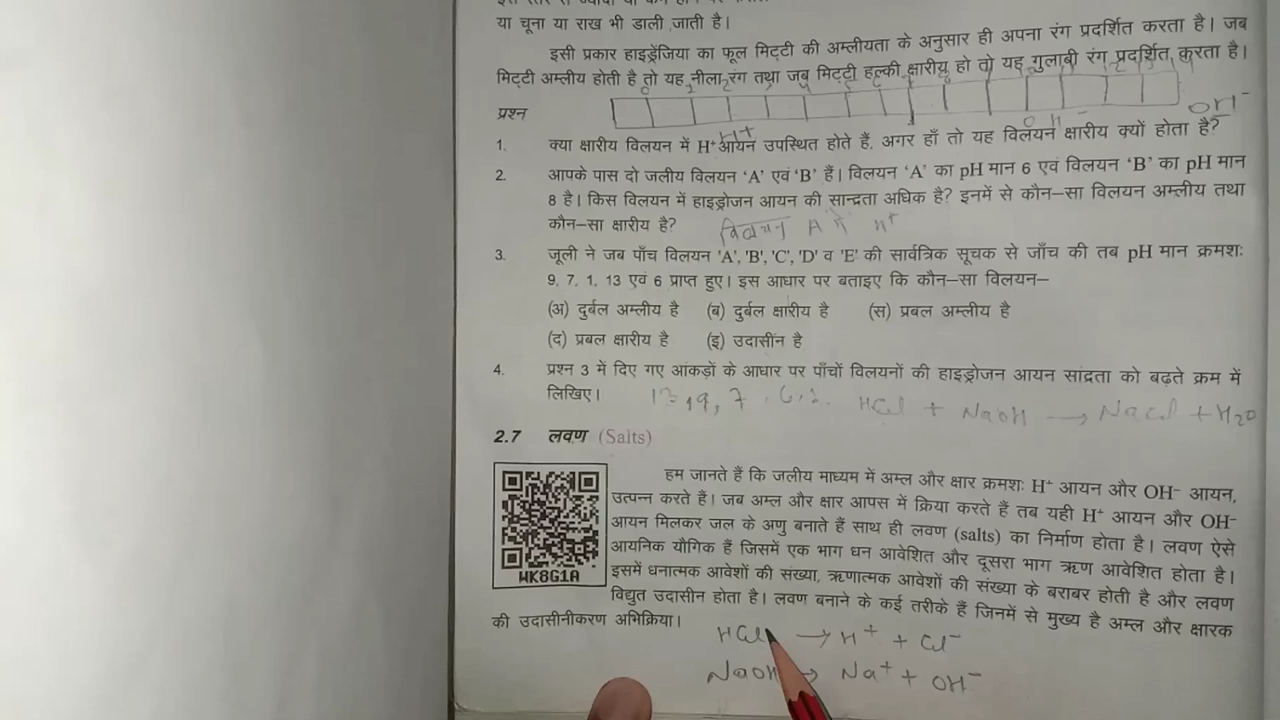 या चूना या राख भी डाली जाती है।
इसी प्रकार हाइड्रेंजिया का फूल मिट्टी की अम्लीयता के अनुसार ही अपना रंग प्रदर्शित करता है। जब
मिट्टी अम्लीय होती है तो यह नीला रंग तथा जब मिट्टी हल्की क्षारीय हो तो यह गुलाबी रंग प्रदर्शित करता है।
प्रश्न
OH⁻
H⁺
OH⁻
1. क्या क्षारीय विलयन में H⁺ आयन उपस्थित होते हैं, अगर हाँ तो यह विलयन क्षारीय क्यों होता है?
2. आपके पास दो जलीय विलयन 'A' एवं 'B' हैं। विलयन 'A' का pH मान 6 एवं विलयन 'B' का pH मान
8 है। किस विलयन में हाइड्रोजन आयन की सान्द्रता अधिक है? इनमें से कौन–सा विलयन अम्लीय तथा
कौन–सा क्षारीय है? विलयन A में H⁺
3. जूली ने जब पाँच विलयन 'A', 'B', 'C', 'D' व 'E' की सार्वत्रिक सूचक से जाँच की तब pH मान क्रमशः
9, 7, 1, 13 एवं 6 प्राप्त हुए। इस आधार पर बताइए कि कौन–सा विलयन–
(अ) दुर्बल अम्लीय है (ब) दुर्बल क्षारीय है (स) प्रबल अम्लीय है
(द) प्रबल क्षारीय है (इ) उदासीन है
4. प्रश्न 3 में दिए गए आंकड़ों के आधार पर पाँचों विलयनों की हाइड्रोजन आयन सांद्रता को बढ़ते क्रम में
लिखिए। 13, 9, 7, 6, 1. HCl + NaOH → NaCl + H₂O
2.7 लवण (Salts)
हम जानते हैं कि जलीय माध्यम में अम्ल और क्षार क्रमशः H⁺ आयन और OH⁻ आयन,
उत्पन्न करते हैं। जब अम्ल और क्षार आपस में क्रिया करते हैं तब यही H⁺ आयन और OH⁻
आयन मिलकर जल के अणु बनाते हैं साथ ही लवण (salts) का निर्माण होता है। लवण ऐसे
आयनिक यौगिक हैं जिसमें एक भाग धन आवेशित और दूसरा भाग ऋण आवेशित होता है।
इसमें धनात्मक आवेशों की संख्या, ऋणात्मक आवेशों की संख्या के बराबर होती है और लवण
विद्युत उदासीन होता है। लवण बनाने के कई तरीके हैं जिनमें से मुख्य है अम्ल और क्षारक
की उदासीनीकरण अभिक्रिया।
WK8G1A
HCl → H⁺ + Cl⁻
NaOH → Na⁺ + OH⁻